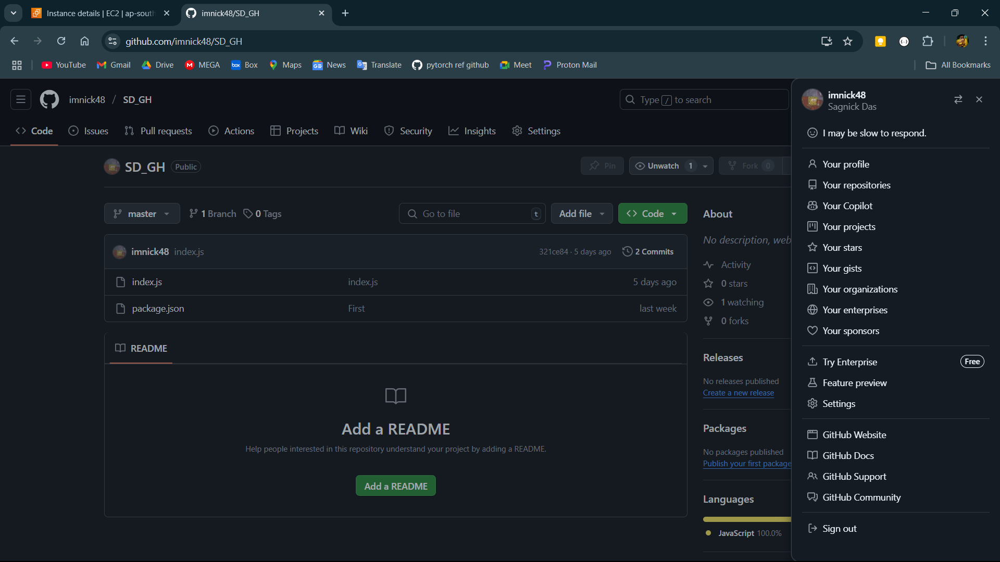 Instance details | EC2 | ap-south
imnick48/SD_GH
github.com/imnick48/SD_GH
YouTube
Gmail
Drive
MEGA
box Box
Maps
News
Translate
pytorch ref github
Meet
Proton Mail
All Bookmarks
imnick48 / SD_GH
Type / to search
Code
Issues
Pull requests
Actions
Projects
Wiki
Security
Insights
Settings
SD_GH Public
Pin
Unwatch 1
Fork 0
master
1 Branch
0 Tags
Go to file t
Add file
Code
imnick48 index.js
321ce84 · 5 days ago
2 Commits
index.js index.js 5 days ago
package.json First last week
README
Add a README
Help people interested in this repository understand your project by adding a README.
Add a README
About
No description, web
Activity
0 stars
1 watching
0 forks
Releases
No releases published
Create a new release
Packages
No packages published
Publish your first package
Languages
JavaScript 100.0%
imnick48
Sagnick Das
I may be slow to respond.
Your profile
Your repositories
Your Copilot
Your projects
Your stars
Your gists
Your organizations
Your enterprises
Your sponsors
Try Enterprise Free
Feature preview
Settings
GitHub Website
GitHub Docs
GitHub Support
GitHub Community
Sign out